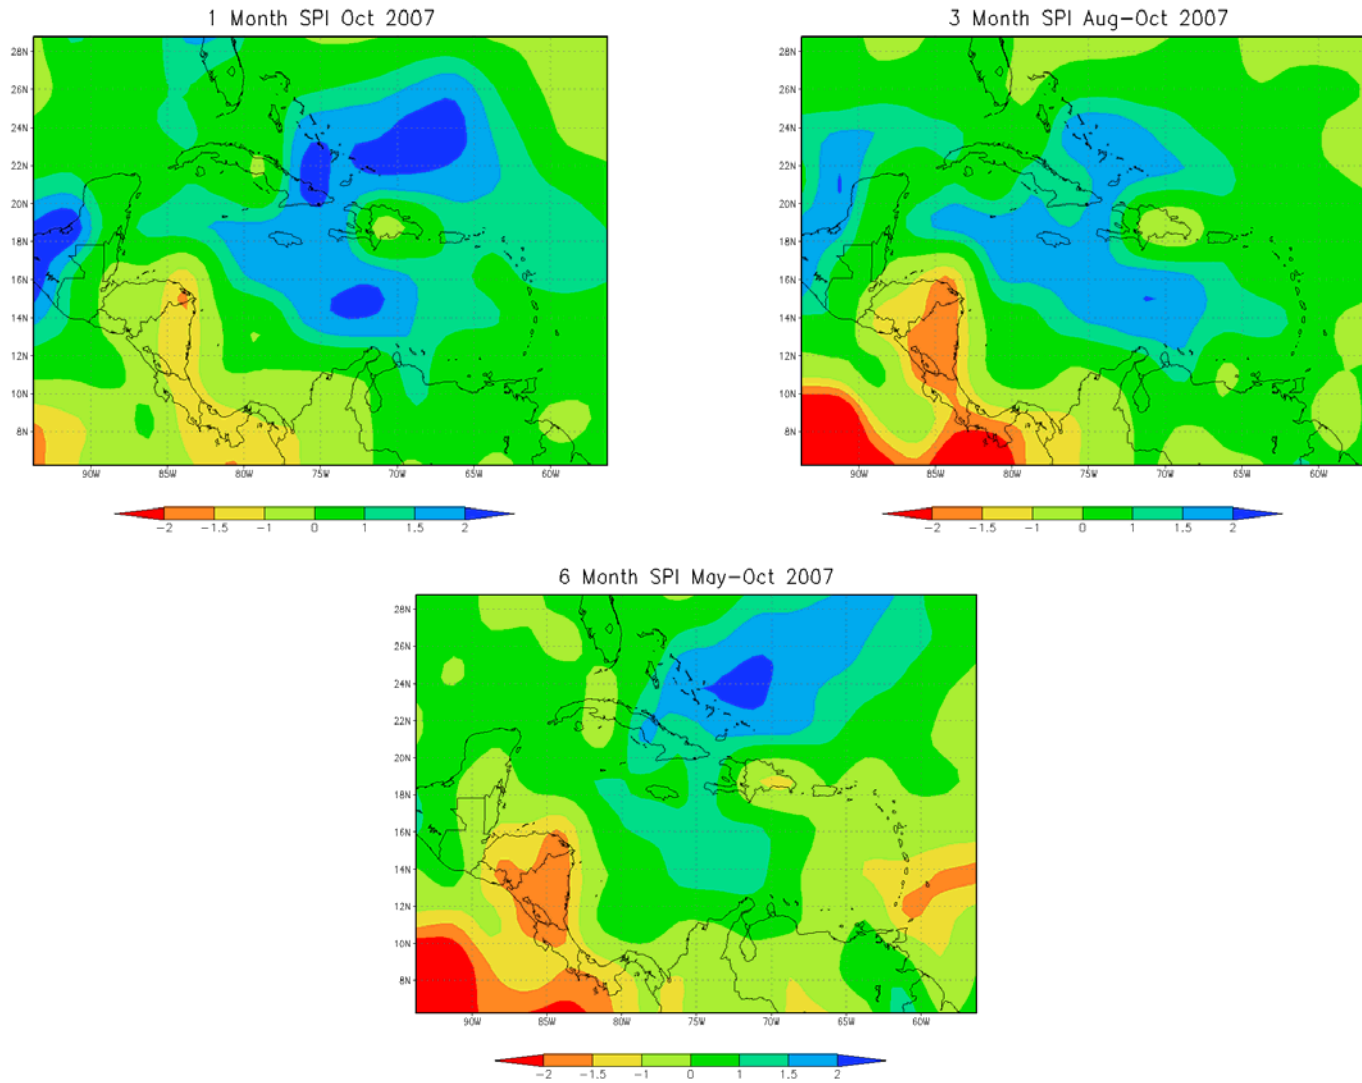 1 Month SPI Oct 2007
28N
26N
24N
22N
20N
18N
16N
14N
12N
10N
8N
90W 85W 80W 75W 70W 65W 60W
-2 -1.5 -1 0 1 1.5 2
3 Month SPI Aug-Oct 2007
28N
26N
24N
22N
20N
18N
16N
14N
12N
10N
8N
90W 85W 80W 75W 70W 65W 60W
-2 -1.5 -1 0 1 1.5 2
6 Month SPI May-Oct 2007
28N
26N
24N
22N
20N
18N
16N
14N
12N
10N
8N
90W 85W 80W 75W 70W 65W 60W
-2 -1.5 -1 0 1 1.5 2